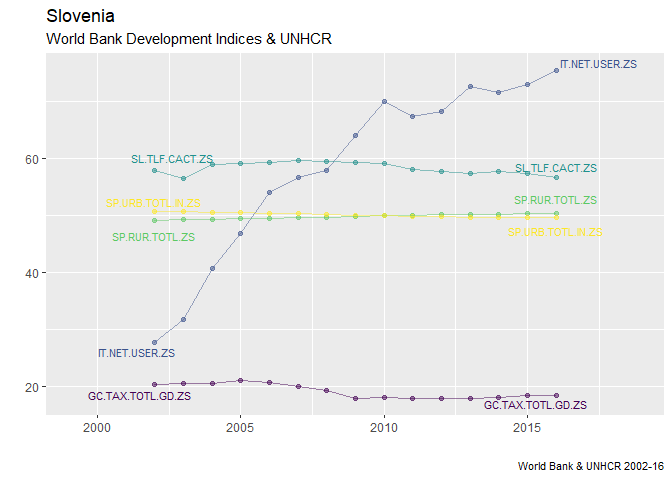 Slovenia
World Bank Development Indices & UNHCR
IT.NET.USER.ZS
60
SL.TLF.CACT.ZS
SL.TLF.CACT.ZS
SP.URB.TOTL.IN.ZS
SP.RUR.TOTL.ZS
SP.RUR.TOTL.ZS
SP.URB.TOTL.IN.ZS
40
IT.NET.USER.ZS
20
GC.TAX.TOTL.GD.ZS
GC.TAX.TOTL.GD.ZS
2000 2005 2010 2015
World Bank & UNHCR 2002-16